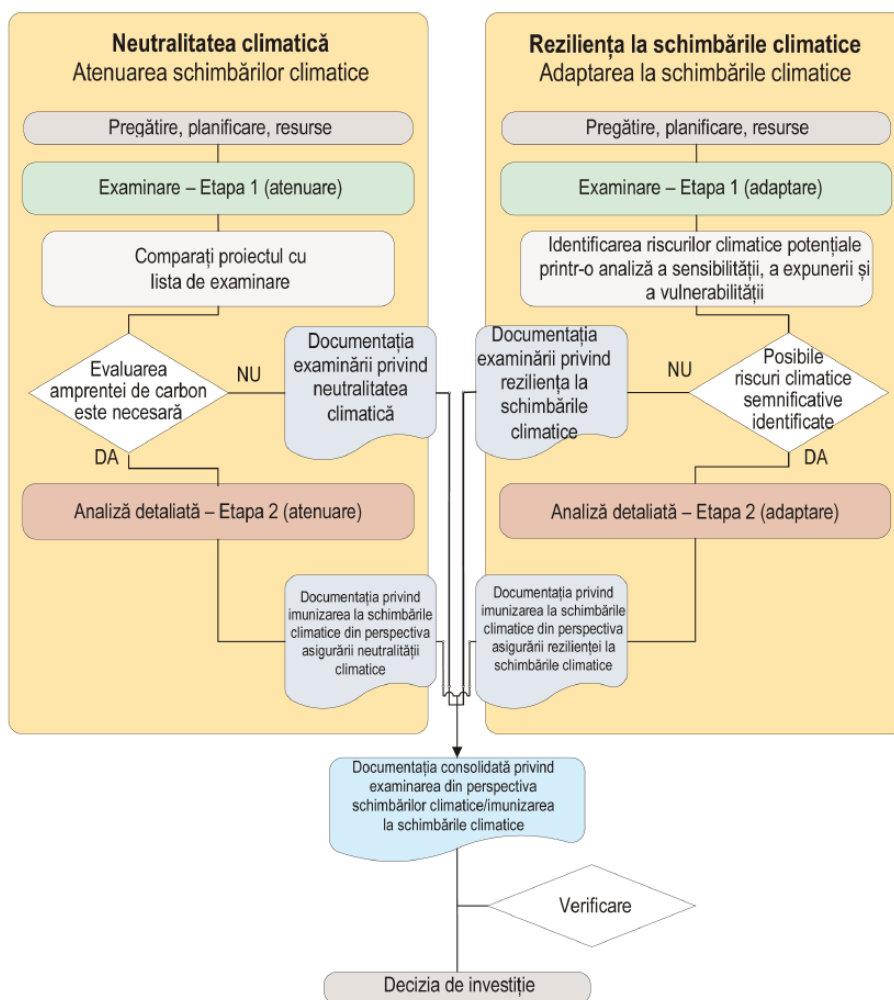 Neutralitatea climatică
Atenuarea schimbărilor climatice
Pregătire, planificare, resurse
Examinare – Etapa 1 (atenuare)
Comparați proiectul cu
lista de examinare
Evaluarea
amprentei de carbon
este necesară
NU
DA
Documentația
examinării privind
neutralitatea
climatică
Analiză detaliată – Etapa 2 (atenuare)
Documentația privind
imunizarea la schimbările
climatice din perspectiva
asigurării neutralității
climatice
Reziliența la schimbările climatice
Adaptarea la schimbările climatice
Pregătire, planificare, resurse
Examinare – Etapa 1 (adaptare)
Identificarea riscurilor climatice potențiale
printr-o analiză a sensibilității, a expunerii și
a vulnerabilității
Documentația
examinării privind
reziliența la
schimbările
climatice
NU
Posibile
riscuri climatice
semnificative
identificate
DA
Analiză detaliată – Etapa 2 (adaptare)
Documentația privind
imunizarea la schimbările
climatice din perspectiva
asigurării rezilienței la
schimbările climatice
Documentația consolidată privind
examinarea din perspectiva
schimbărilor climatice/imunizarea
la schimbările climatice
Verificare
Decizia de investiție